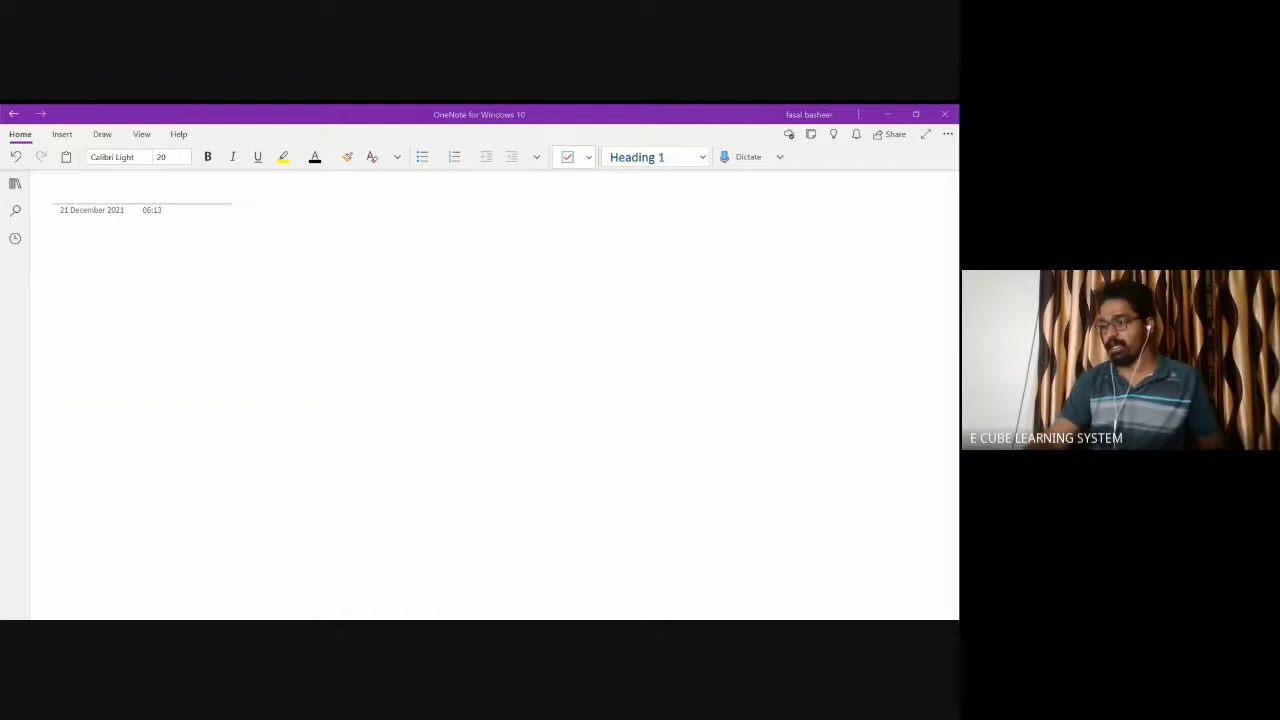 OneNote for Windows 10
fasal basheer
Home Insert Draw View Help
Share
Calibri Light 20 B I U A A Heading 1 Dictate
21 December 2021 06:13
E CUBE LEARNING SYSTEM